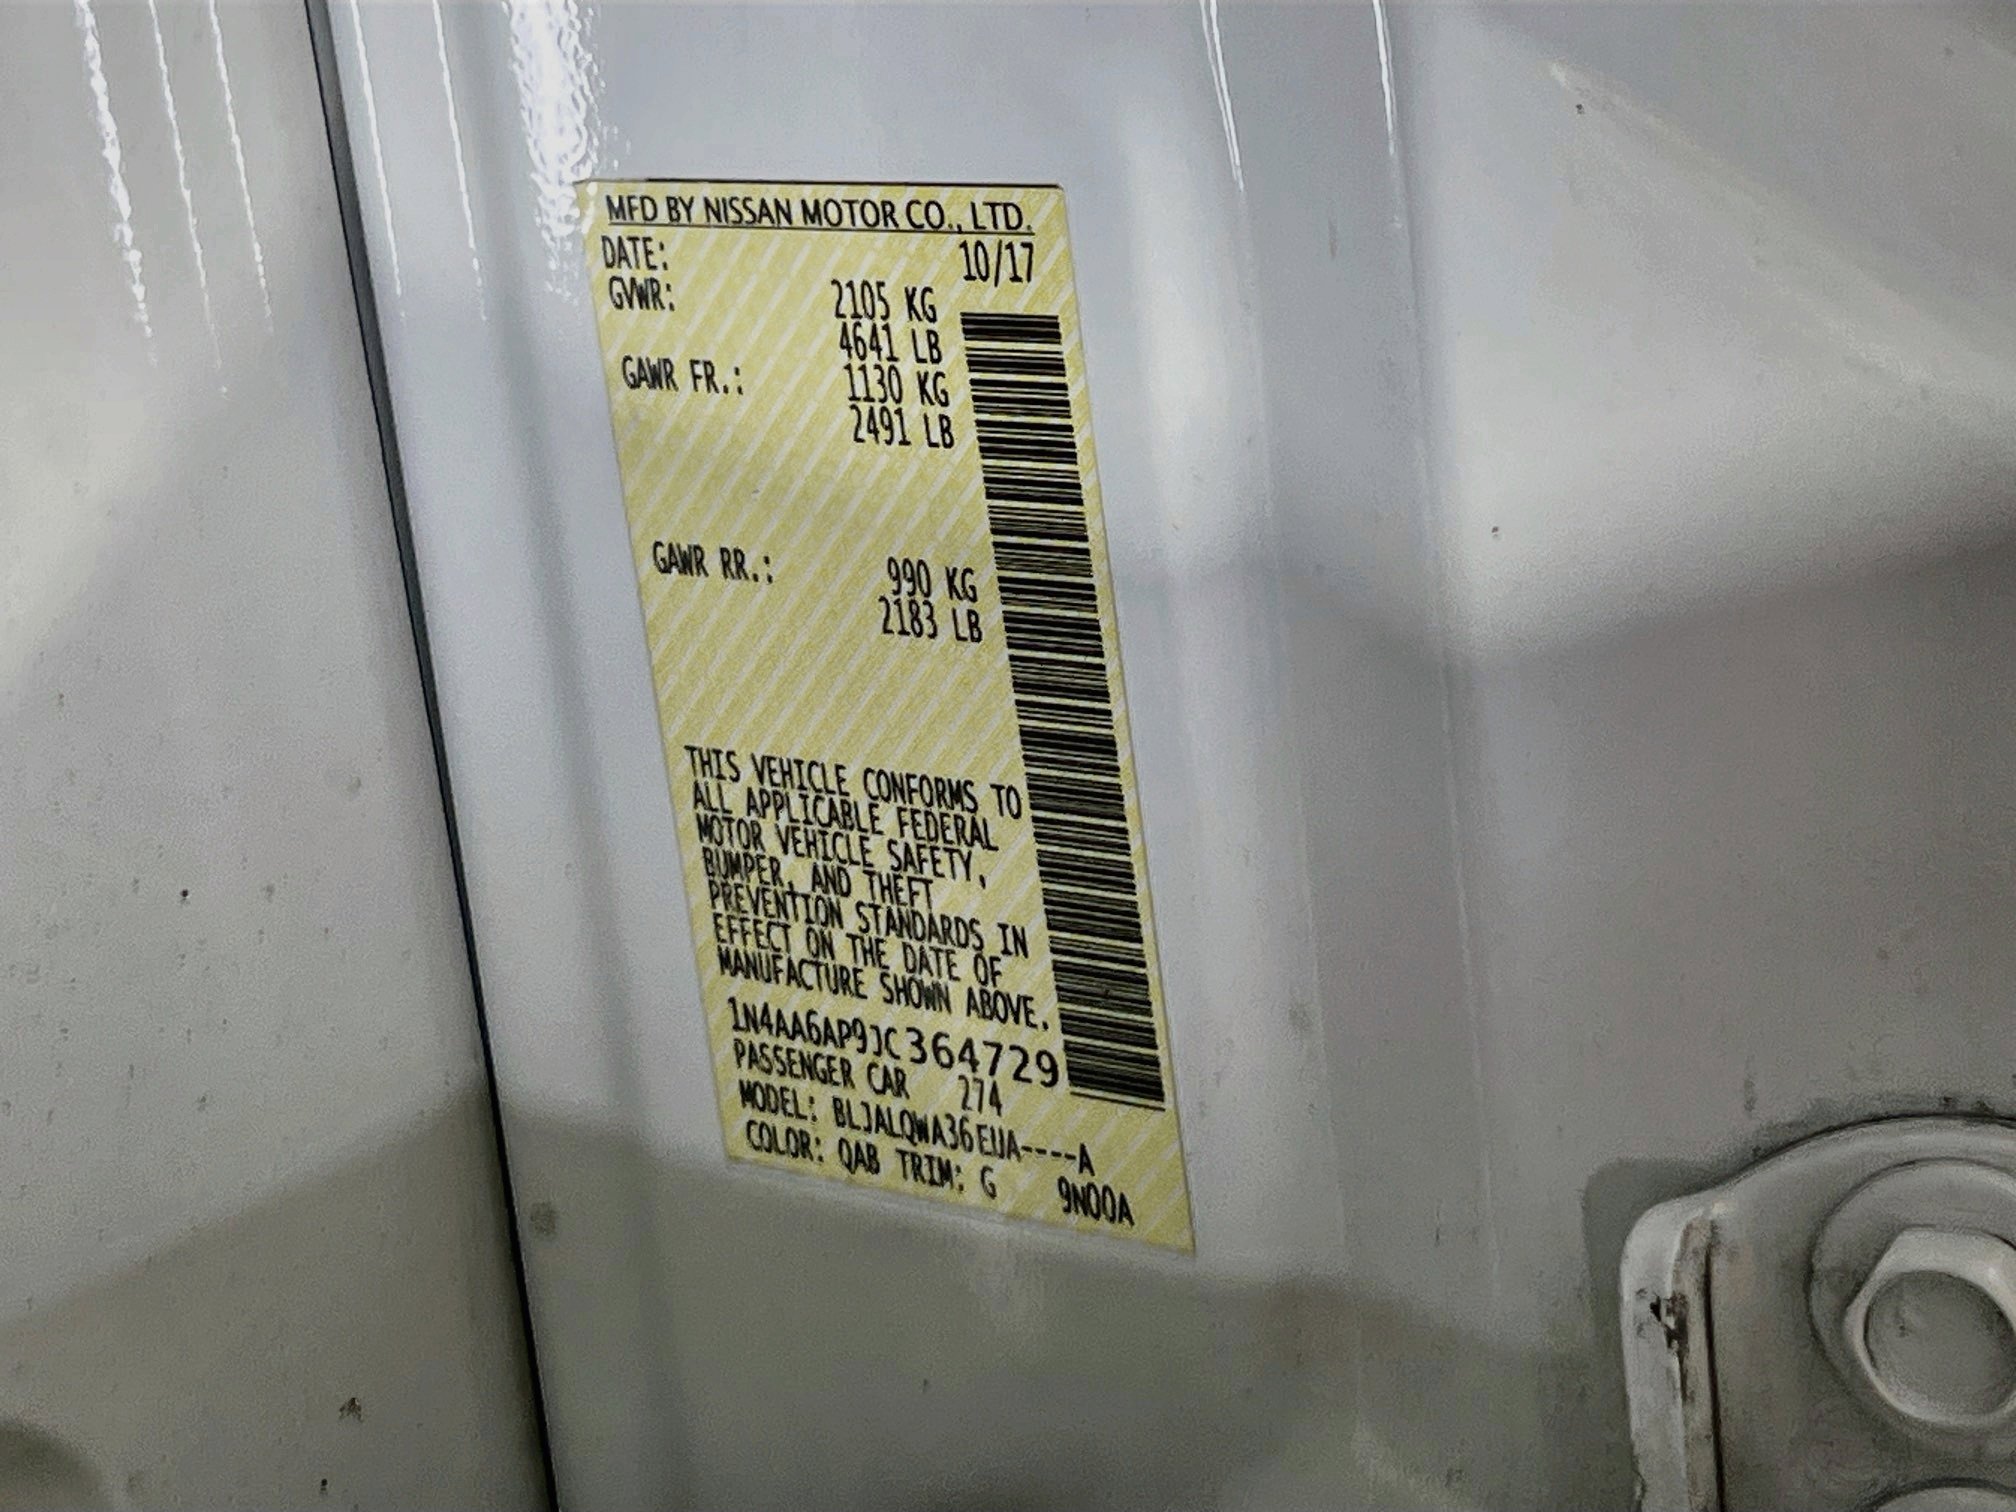 MFD BY NISSAN MOTOR CO., LTD.
DATE: 10/17
GVWR: 2105 KG
4641 LB
GAWR FR.: 1130 KG
2491 LB
GAWR RR.: 990 KG
2183 LB
THIS VEHICLE CONFORMS TO
ALL APPLICABLE FEDERAL
MOTOR VEHICLE SAFETY,
BUMPER, AND THEFT
PREVENTION STANDARDS IN
EFFECT ON THE DATE OF
MANUFACTURE SHOWN ABOVE.
1N4AA6AP9JC364729
PASSENGER CAR 274
MODEL: BLJALQWA36EUA----A
COLOR: QAB TRIM: G 9N00A